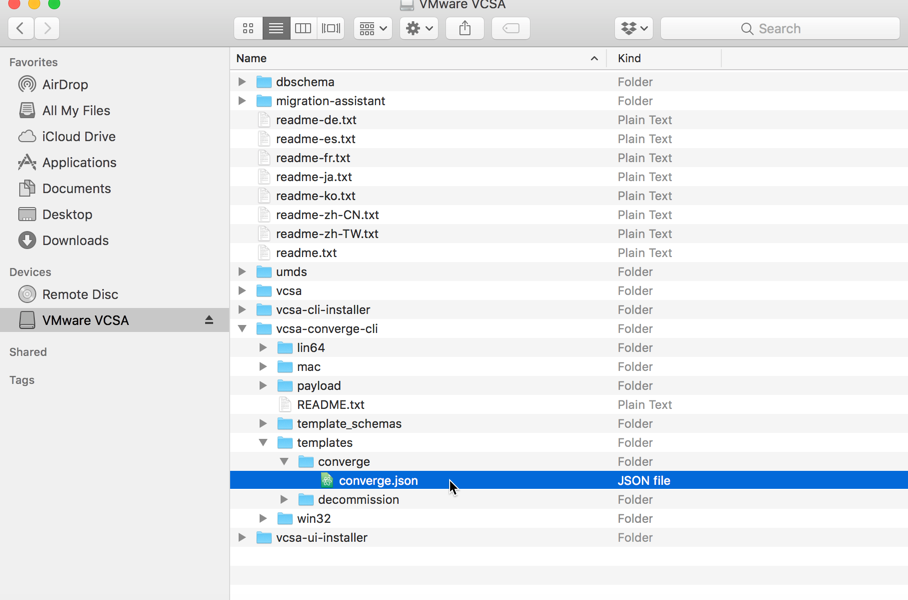 VMware VCSA
Search
Favorites
AirDrop
All My Files
iCloud Drive
Applications
Documents
Desktop
Downloads
Devices
Remote Disc
VMware VCSA
Shared
Tags
Name Kind
dbschema Folder
migration-assistant Folder
readme-de.txt Plain Text
readme-es.txt Plain Text
readme-fr.txt Plain Text
readme-ja.txt Plain Text
readme-ko.txt Plain Text
readme-zh-CN.txt Plain Text
readme-zh-TW.txt Plain Text
readme.txt Plain Text
umds Folder
vcsa Folder
vcsa-cli-installer Folder
vcsa-converge-cli Folder
lin64 Folder
mac Folder
payload Folder
README.txt Plain Text
template_schemas Folder
templates Folder
converge Folder
converge.json JSON file
decommission Folder
win32 Folder
vcsa-ui-installer Folder